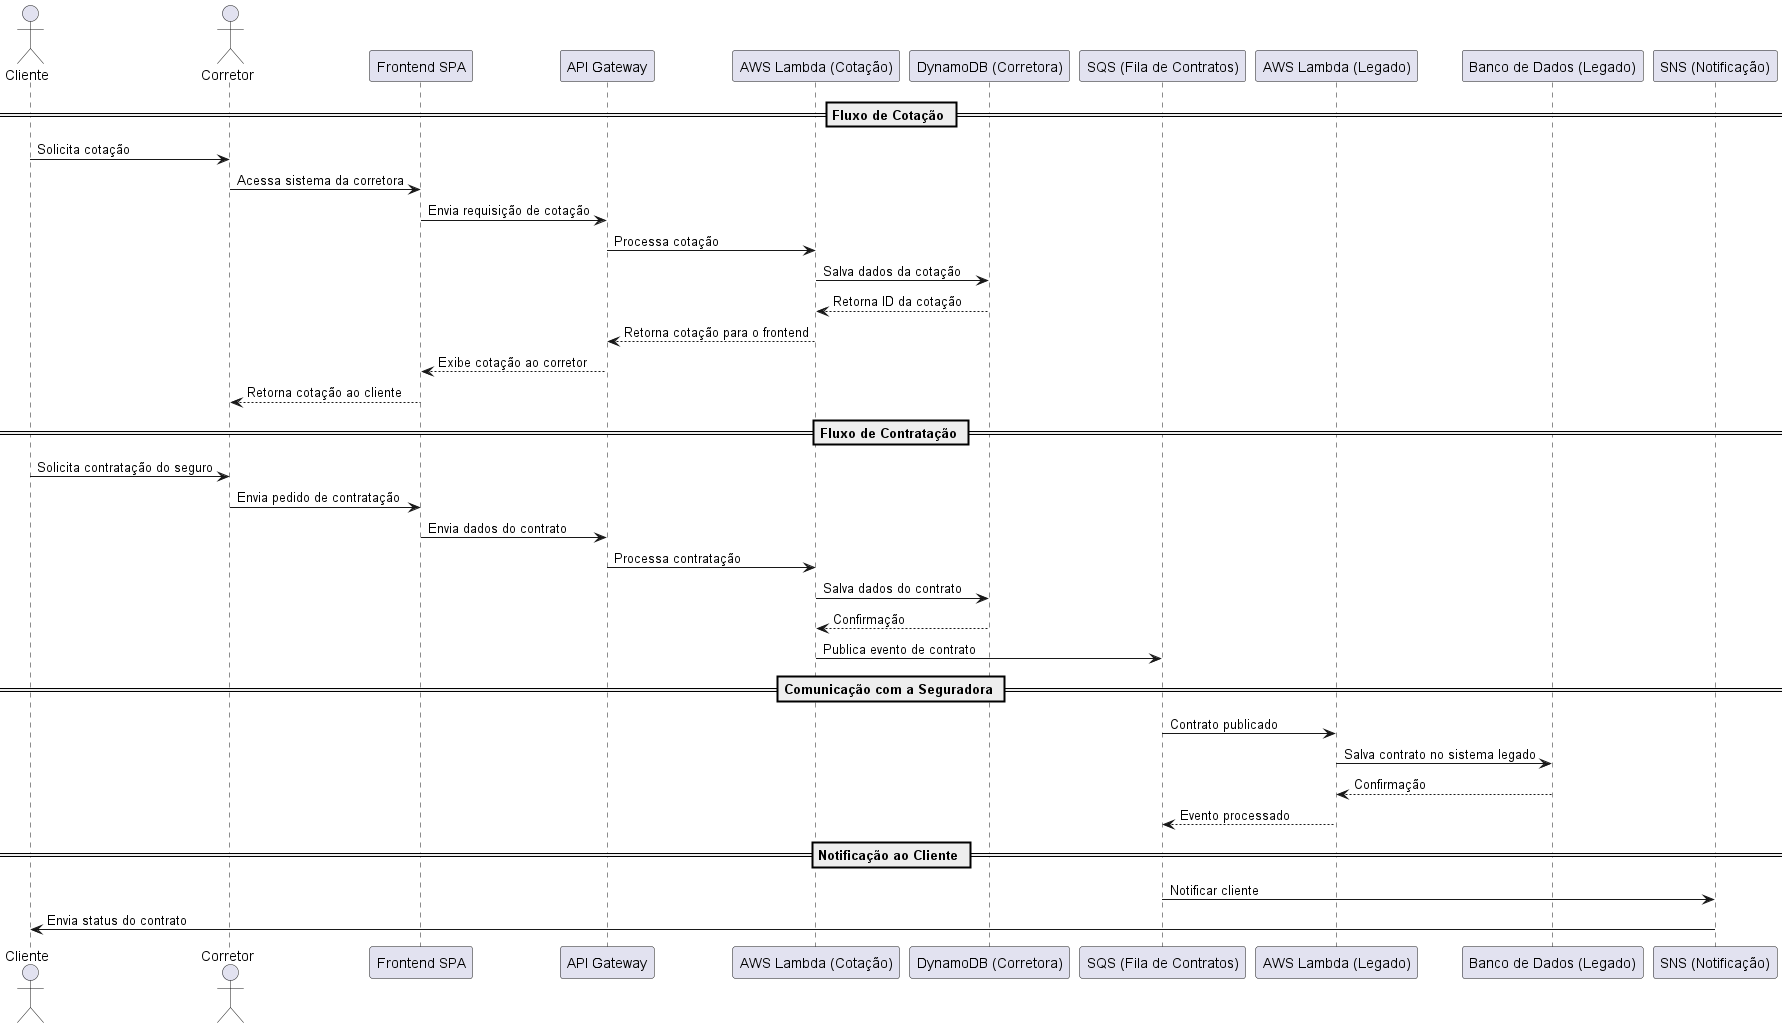 Cliente
Corretor
Frontend SPA
API Gateway
AWS Lambda (Cotação)
DynamoDB (Corretora)
SQS (Fila de Contratos)
AWS Lambda (Legado)
Banco de Dados (Legado)
SNS (Notificação)
Fluxo de Cotação
Solicita cotação
Acessa sistema da corretora
Envia requisição de cotação
Processa cotação
Salva dados da cotação
Retorna ID da cotação
Retorna cotação para o frontend
Exibe cotação ao corretor
Retorna cotação ao cliente
Fluxo de Contratação
Solicita contratação do seguro
Envia pedido de contratação
Envia dados do contrato
Processa contratação
Salva dados do contrato
Confirmação
Publica evento de contrato
Comunicação com a Seguradora
Contrato publicado
Salva contrato no sistema legado
Confirmação
Evento processado
Notificação ao Cliente
Notificar cliente
Envia status do contrato
Cliente
Corretor
Frontend SPA
API Gateway
AWS Lambda (Cotação)
DynamoDB (Corretora)
SQS (Fila de Contratos)
AWS Lambda (Legado)
Banco de Dados (Legado)
SNS (Notificação)